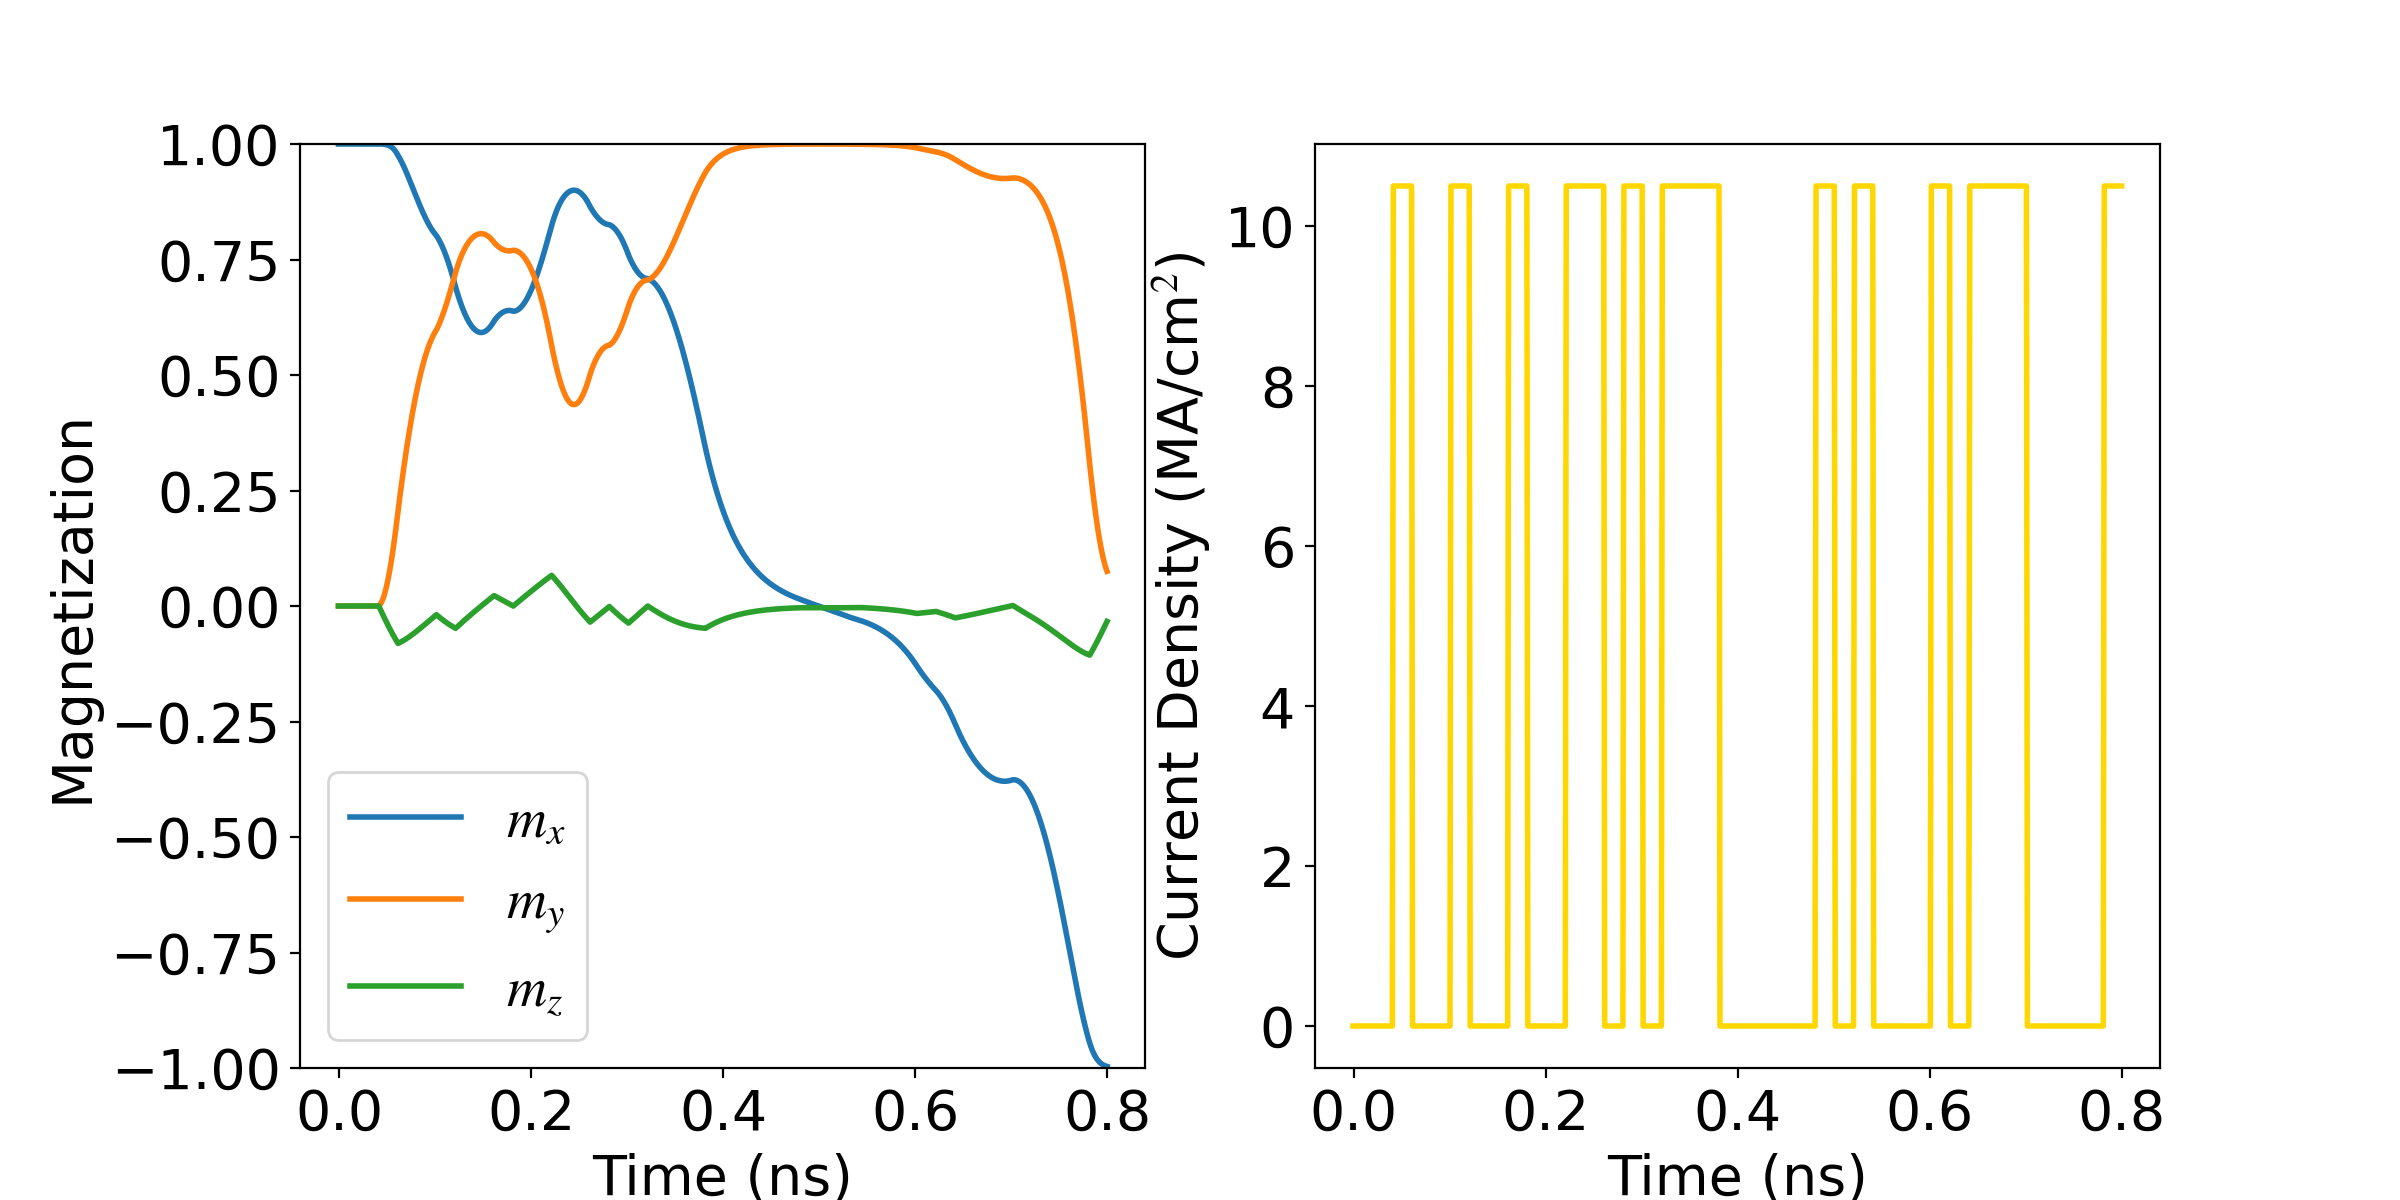 Magnetization
1.00
0.75
0.50
0.25
0.00
−0.25
−0.50
−0.75
−1.00
m_x
m_y
m_z
0.0 0.2 0.4 0.6 0.8
Time (ns)
Current Density (MA/cm²)
10
8
6
4
2
0
0.0 0.2 0.4 0.6 0.8
Time (ns)